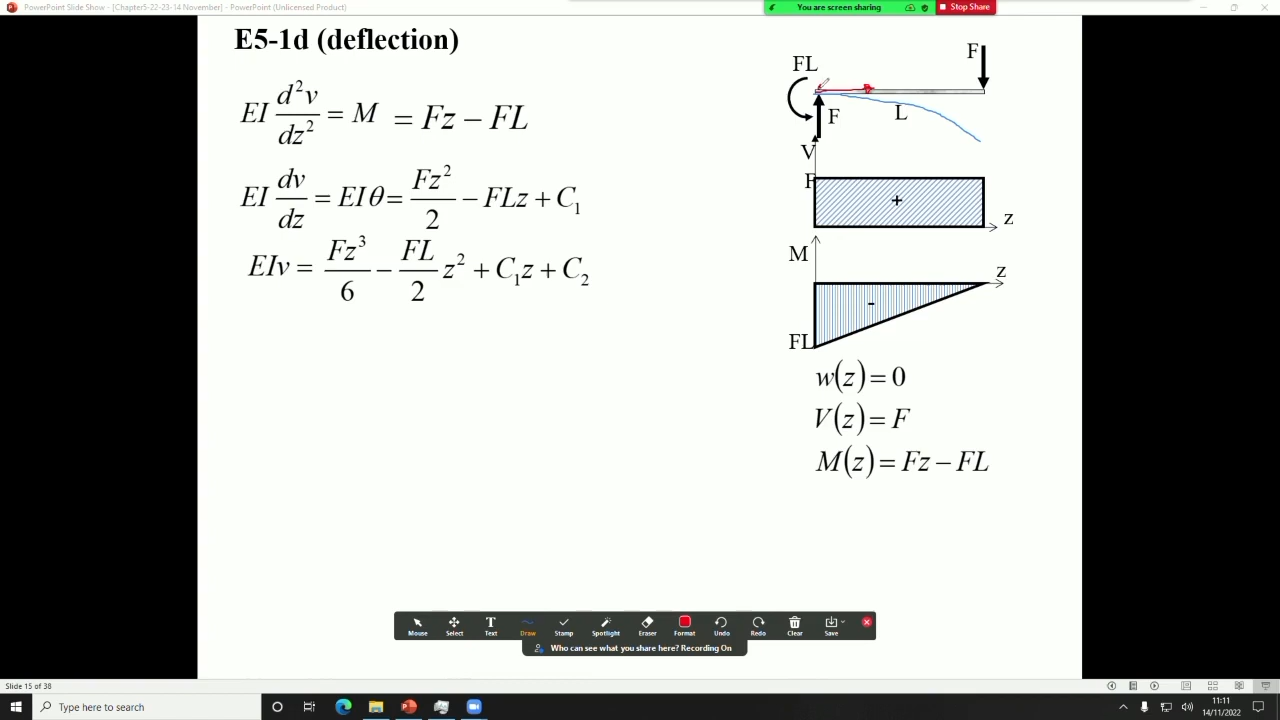 PowerPoint Slide Show - [Chapter5-22-23-14 November] - PowerPoint (Unlicensed Product)
You are screen sharing
Stop Share
E5-1d (deflection)
EI d²v/dz² = M = Fz − FL
EI dv/dz = EIθ = Fz²/2 − FLz + C₁
EIv = Fz³/6 − FL/2 z² + C₁z + C₂
FL
F
F
L
V
F
+
z
M
z
-
FL
w(z) = 0
V(z) = F
M(z) = Fz − FL
Mouse
Select
Text
Draw
Stamp
Spotlight
Eraser
Format
Undo
Redo
Clear
Save
Who can see what you share here? Recording On
Slide 15 of 38
Type here to search
11:11
14/11/2022